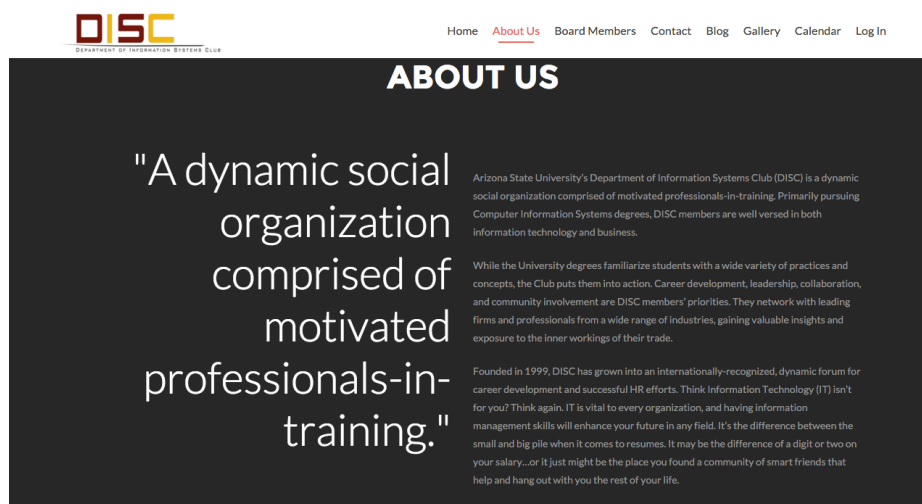 DISC
DEPARTMENT OF INFORMATION SYSTEMS CLUB
Home About Us Board Members Contact Blog Gallery Calendar Log In
ABOUT US
"A dynamic social
organization
comprised of
motivated
professionals-in-
training."
Arizona State University's Department of Information Systems Club (DISC) is a dynamic
social organization comprised of motivated professionals-in-training. Primarily pursuing
Computer Information Systems degrees, DISC members are well versed in both
information technology and business.
While the University degrees familiarize students with a wide variety of practices and
concepts, the Club puts them into action. Career development, leadership, collaboration,
and community involvement are DISC members' priorities. They network with leading
firms and professionals from a wide range of industries, gaining valuable insights and
exposure to the inner workings of their trade.
Founded in 1999, DISC has grown into an internationally-recognized, dynamic forum for
career development and successful HR efforts. Think Information Technology (IT) isn't
for you? Think again. IT is vital to every organization, and having information
management skills will enhance your future in any field. It's the difference between the
small and big pile when it comes to resumes. It may be the difference of a digit or two on
your salary...or it just might be the place you found a community of smart friends that
help and hang out with you the rest of your life.